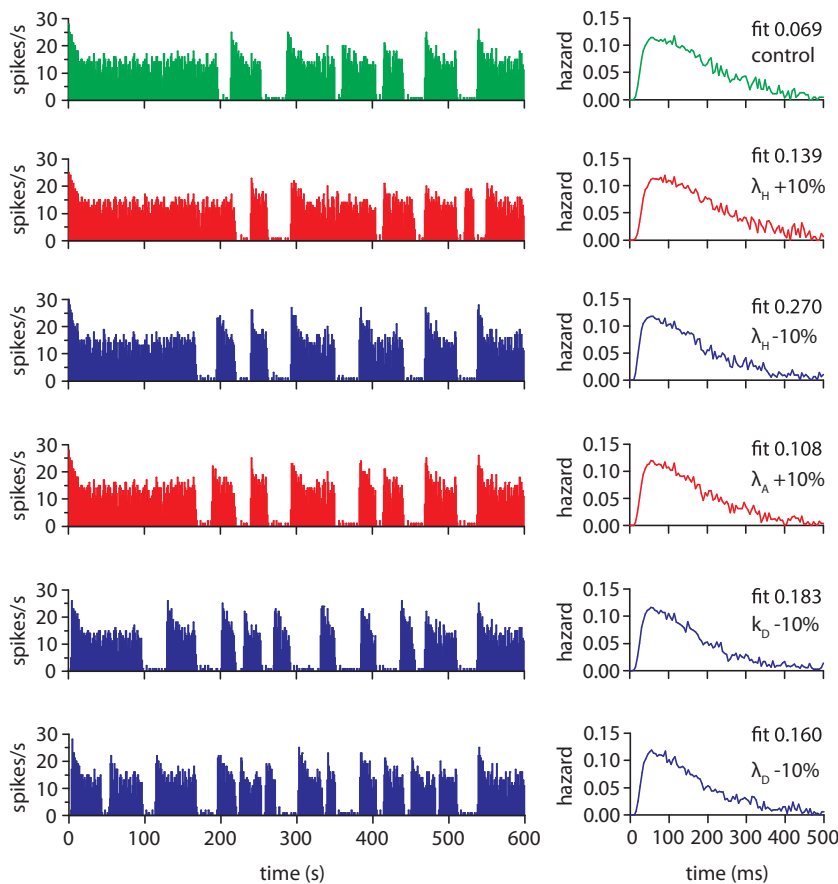 spikes/s
30
20
10
0
hazard
0.15
0.10
0.05
0.00
fit 0.069
control
spikes/s
30
20
10
0
hazard
0.15
0.10
0.05
0.00
fit 0.139
λH +10%
spikes/s
30
20
10
0
hazard
0.15
0.10
0.05
0.00
fit 0.270
λH -10%
spikes/s
30
20
10
0
hazard
0.15
0.10
0.05
0.00
fit 0.108
λA +10%
spikes/s
30
20
10
0
hazard
0.15
0.10
0.05
0.00
fit 0.183
kD -10%
spikes/s
30
20
10
0
hazard
0.15
0.10
0.05
0.00
fit 0.160
λD -10%
0 100 200 300 400 500 600
time (s)
0 100 200 300 400 500
time (ms)